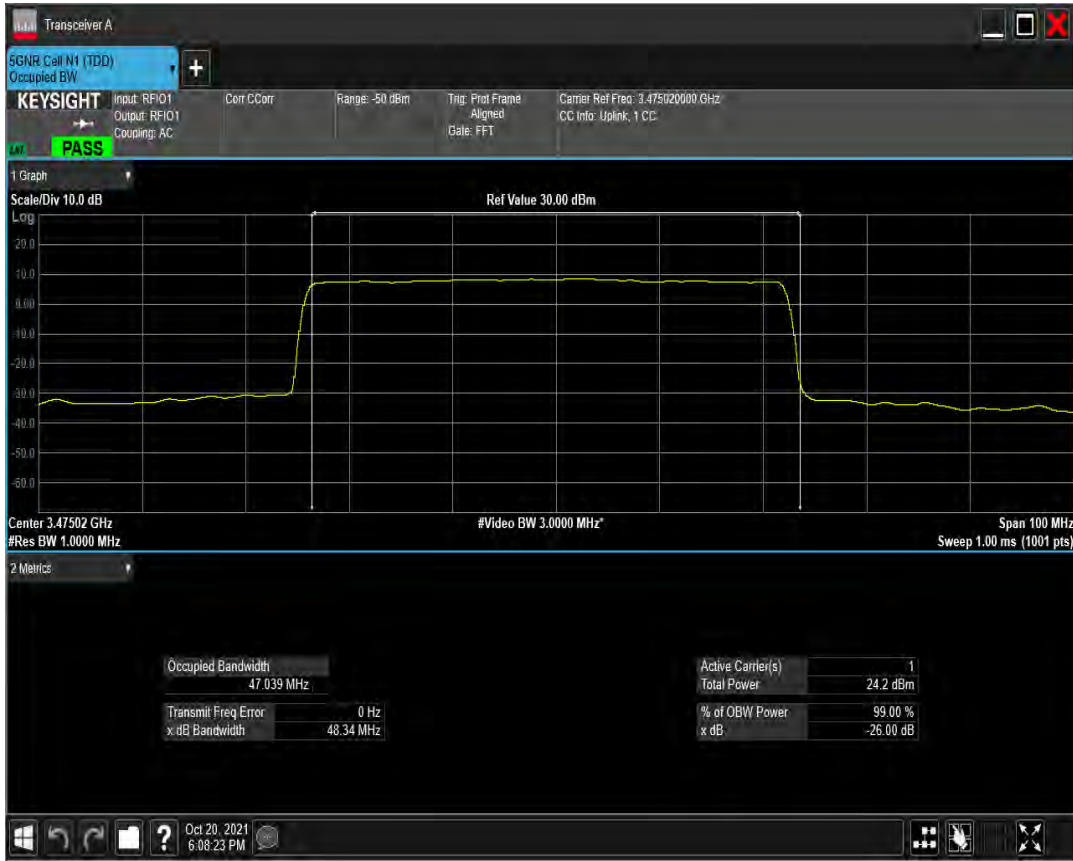 Transceiver A
5GNR Cell N1 (TDD)
Occupied BW
+
KEYSIGHT
Input: RFIO1
Output: RFIO1
Coupling: AC
Corr CCorr
Range: -50 dBm
Trig: Prot Frame
Aligned
Gate: FFT
Carrier Ref Freq: 3.475020000 GHz
CC Info: Uplink, 1 CC
PASS
1 Graph
Scale/Div 10.0 dB
Ref Value 30.00 dBm
Log
20.0
10.0
0.00
-10.0
-20.0
-30.0
-40.0
-50.0
-60.0
Center 3.47502 GHz
#Video BW 3.0000 MHz*
Span 100 MHz
#Res BW 1.0000 MHz
Sweep 1.00 ms (1001 pts)
2 Metrics
Occupied Bandwidth
47.039 MHz
Transmit Freq Error 0 Hz
x dB Bandwidth 48.34 MHz
Active Carrier(s) 1
Total Power 24.2 dBm
% of OBW Power 99.00 %
x dB -26.00 dB
?
Oct 20, 2021
6:08:23 PM